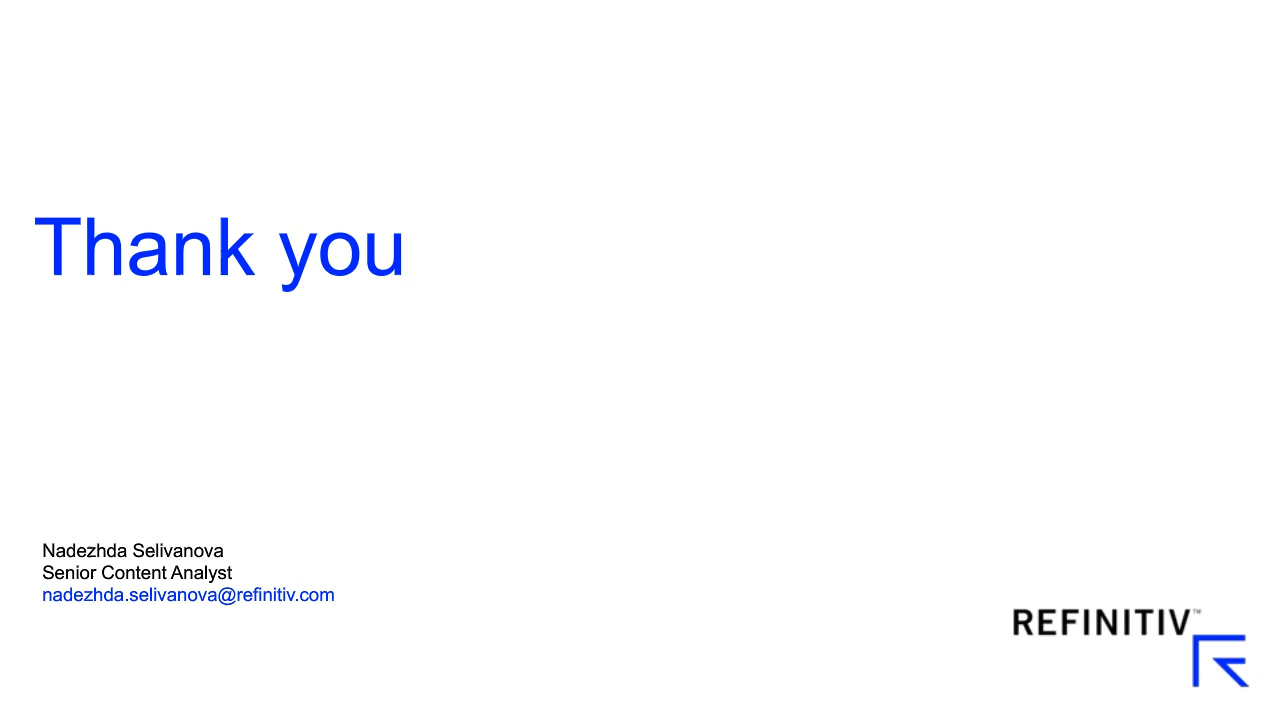 Thank you
Nadezhda Selivanova
Senior Content Analyst
nadezhda.selivanova@refinitiv.com
REFINITIV™